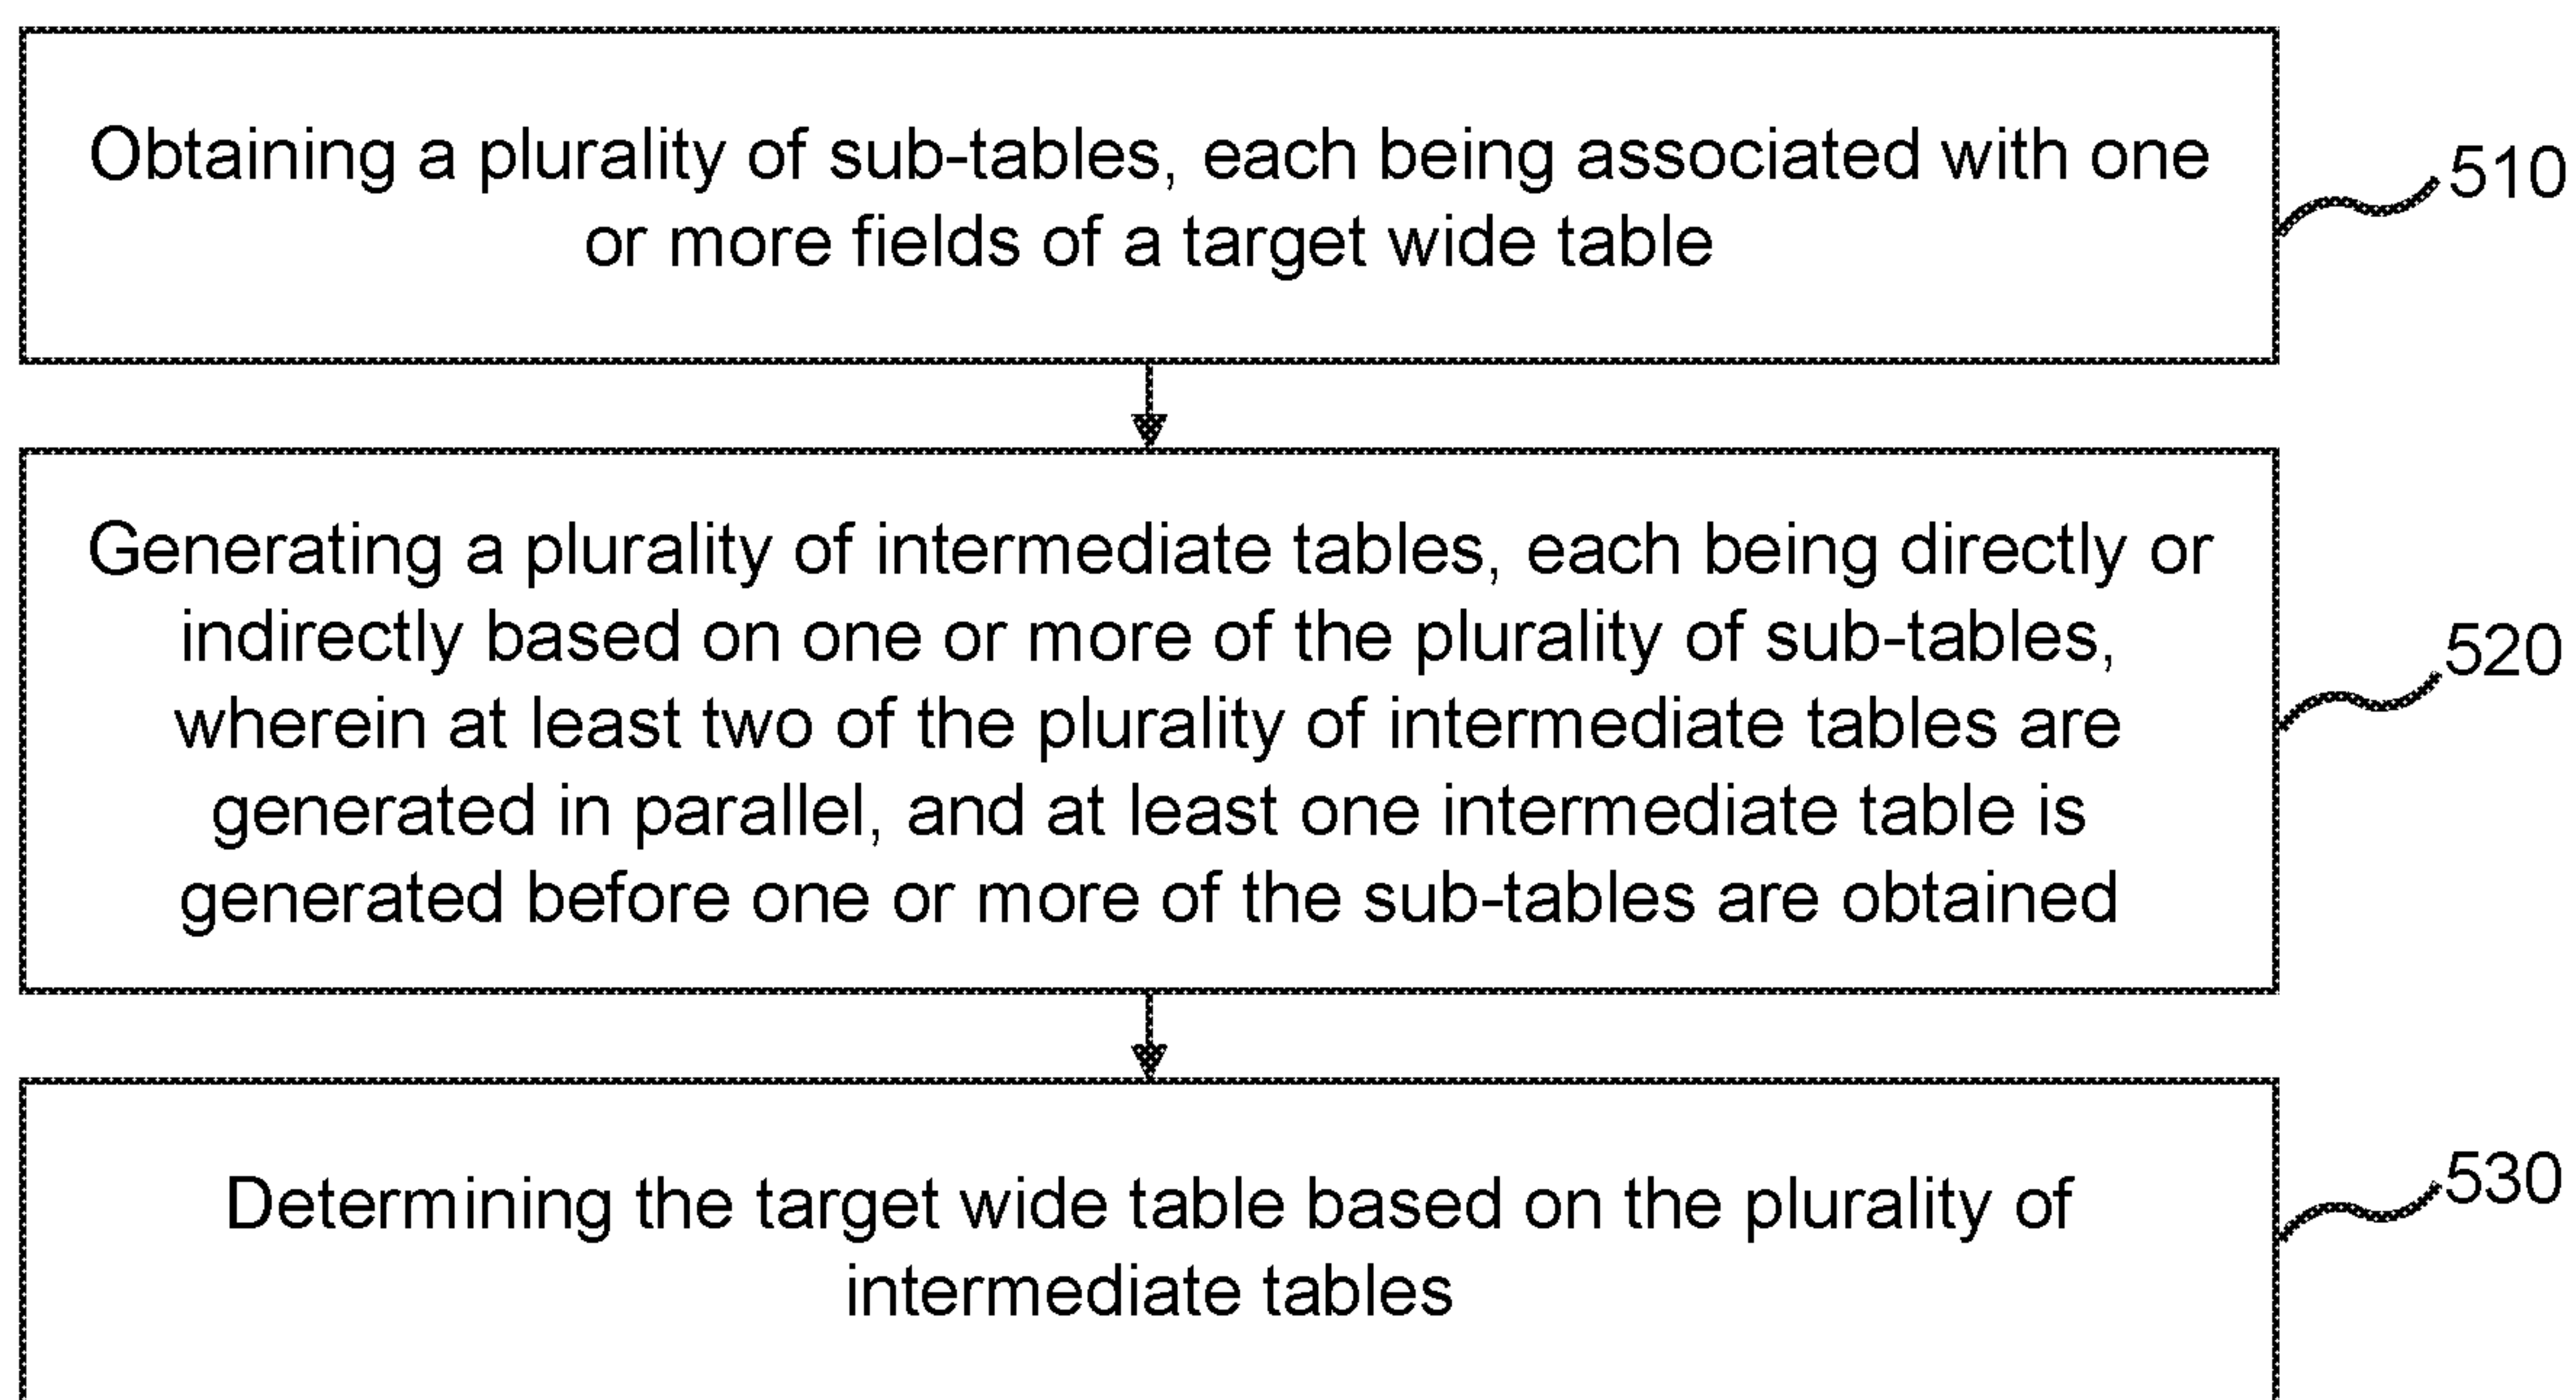 Obtaining a plurality of sub-tables, each being associated with one
or more fields of a target wide table
510
Generating a plurality of intermediate tables, each being directly or
indirectly based on one or more of the plurality of sub-tables,
wherein at least two of the plurality of intermediate tables are
generated in parallel, and at least one intermediate table is
generated before one or more of the sub-tables are obtained
520
Determining the target wide table based on the plurality of
intermediate tables
530